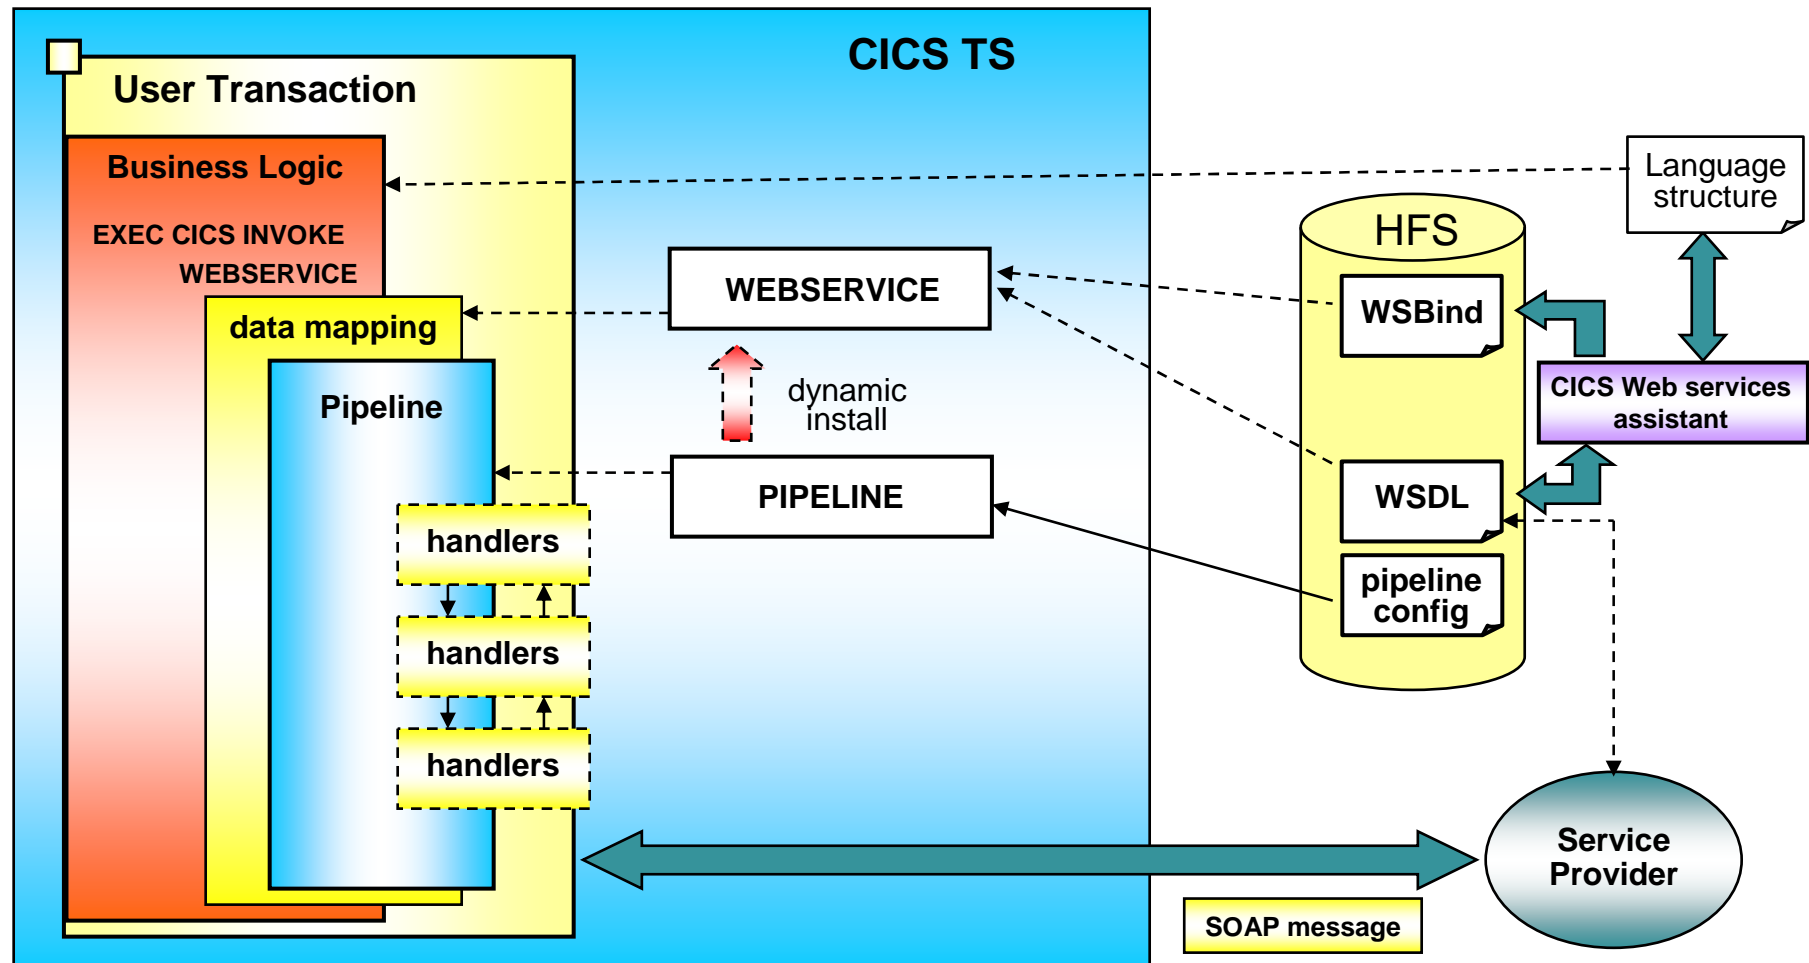 CICS TS
User Transaction
Business Logic
EXEC CICS INVOKE
WEBSERVICE
data mapping
Pipeline
handlers
handlers
handlers
WEBSERVICE
dynamic
install
PIPELINE
HFS
WSBind
WSDL
pipeline
config
Language
structure
CICS Web services
assistant
Service
Provider
SOAP message